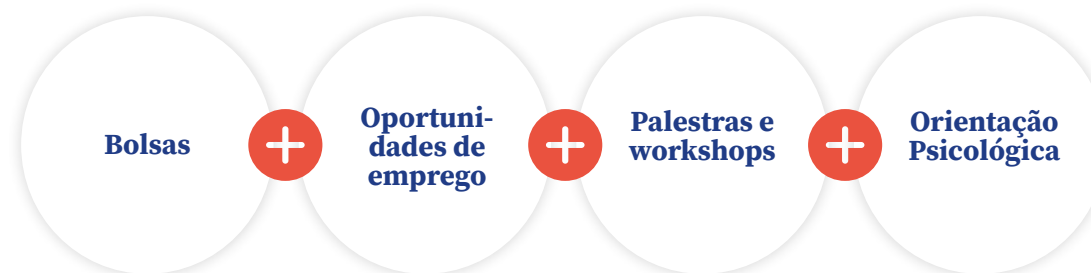 Bolsas
Oportuni-
dades de
emprego
Palestras e
workshops
Orientação
Psicológica